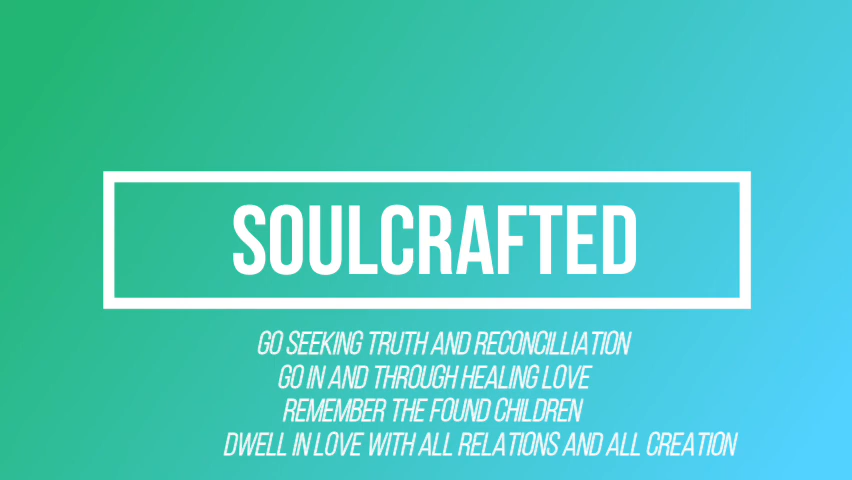 SOULCRAFTED
GO SEEKING TRUTH AND RECONCILLIATION
GO IN AND THROUGH HEALING LOVE
REMEMBER THE FOUND CHILDREN
DWELL IN LOVE WITH ALL RELATIONS AND ALL CREATION